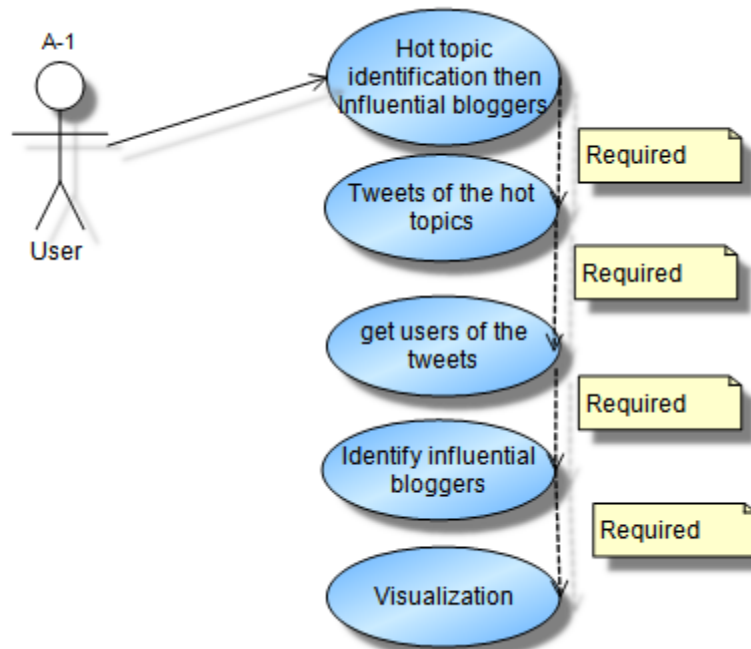 A-1
User
Hot topic
identification then
Influential bloggers
Required
Tweets of the hot
topics
Required
get users of the
tweets
Required
Identify influential
bloggers
Required
Visualization